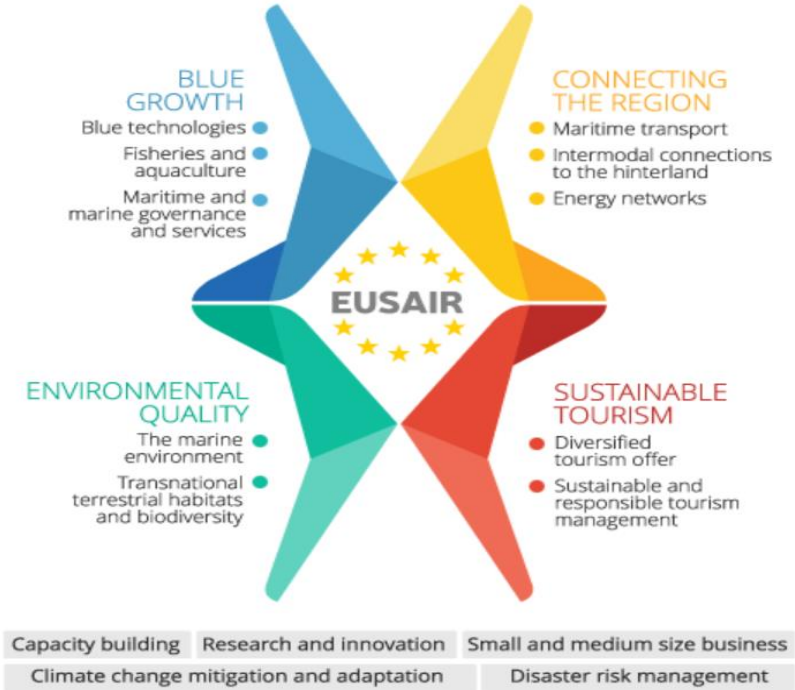 BLUE
GROWTH
Blue technologies
Fisheries and
aquaculture
Maritime and
marine governance
and services
CONNECTING
THE REGION
Maritime transport
Intermodal connections
to the hinterland
Energy networks
EUSAIR
ENVIRONMENTAL
QUALITY
The marine
environment
Transnational
terrestrial habitats
and biodiversity
SUSTAINABLE
TOURISM
Diversified
tourism offer
Sustainable and
responsible tourism
management
Capacity building
Research and innovation
Small and medium size business
Climate change mitigation and adaptation
Disaster risk management